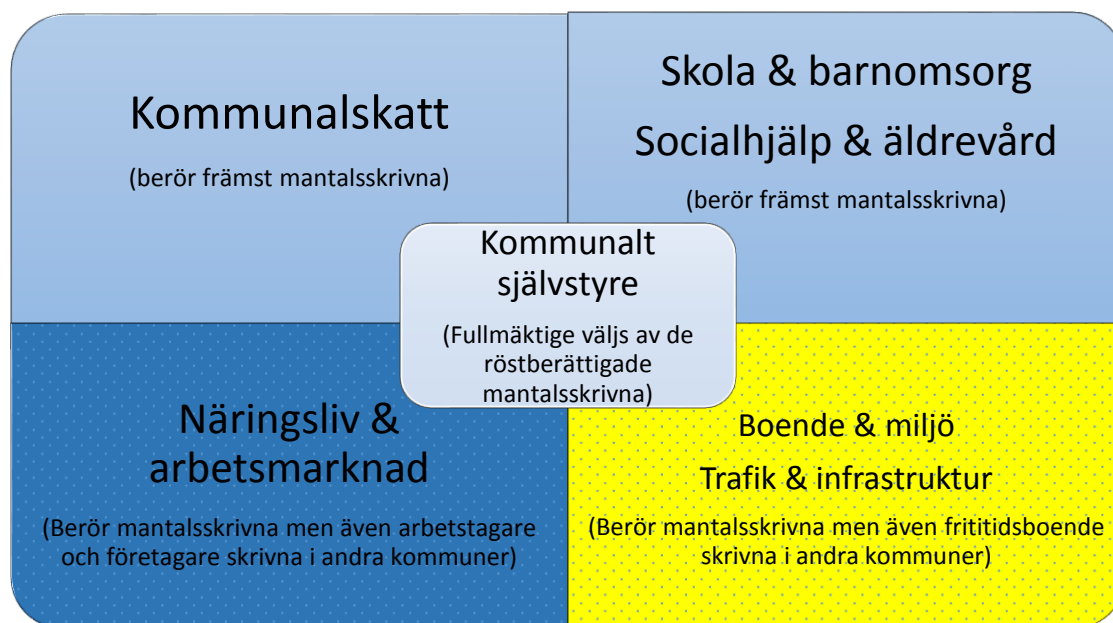 Kommunalskatt
(berör främst mantalsskrivna)
Skola & barnomsorg
Socialhjälp & äldrevård
(berör främst mantalsskrivna)
Kommunalt
självstyre
(Fullmäktige väljs av de
röstberättigade
mantalsskrivna)
Näringsliv &
arbetsmarknad
(Berör mantalsskrivna men även arbetstagare
och företagare skrivna i andra kommuner)
Boende & miljö
Trafik & infrastruktur
(Berör mantalsskrivna men även frititidsboende
skrivna i andra kommuner)